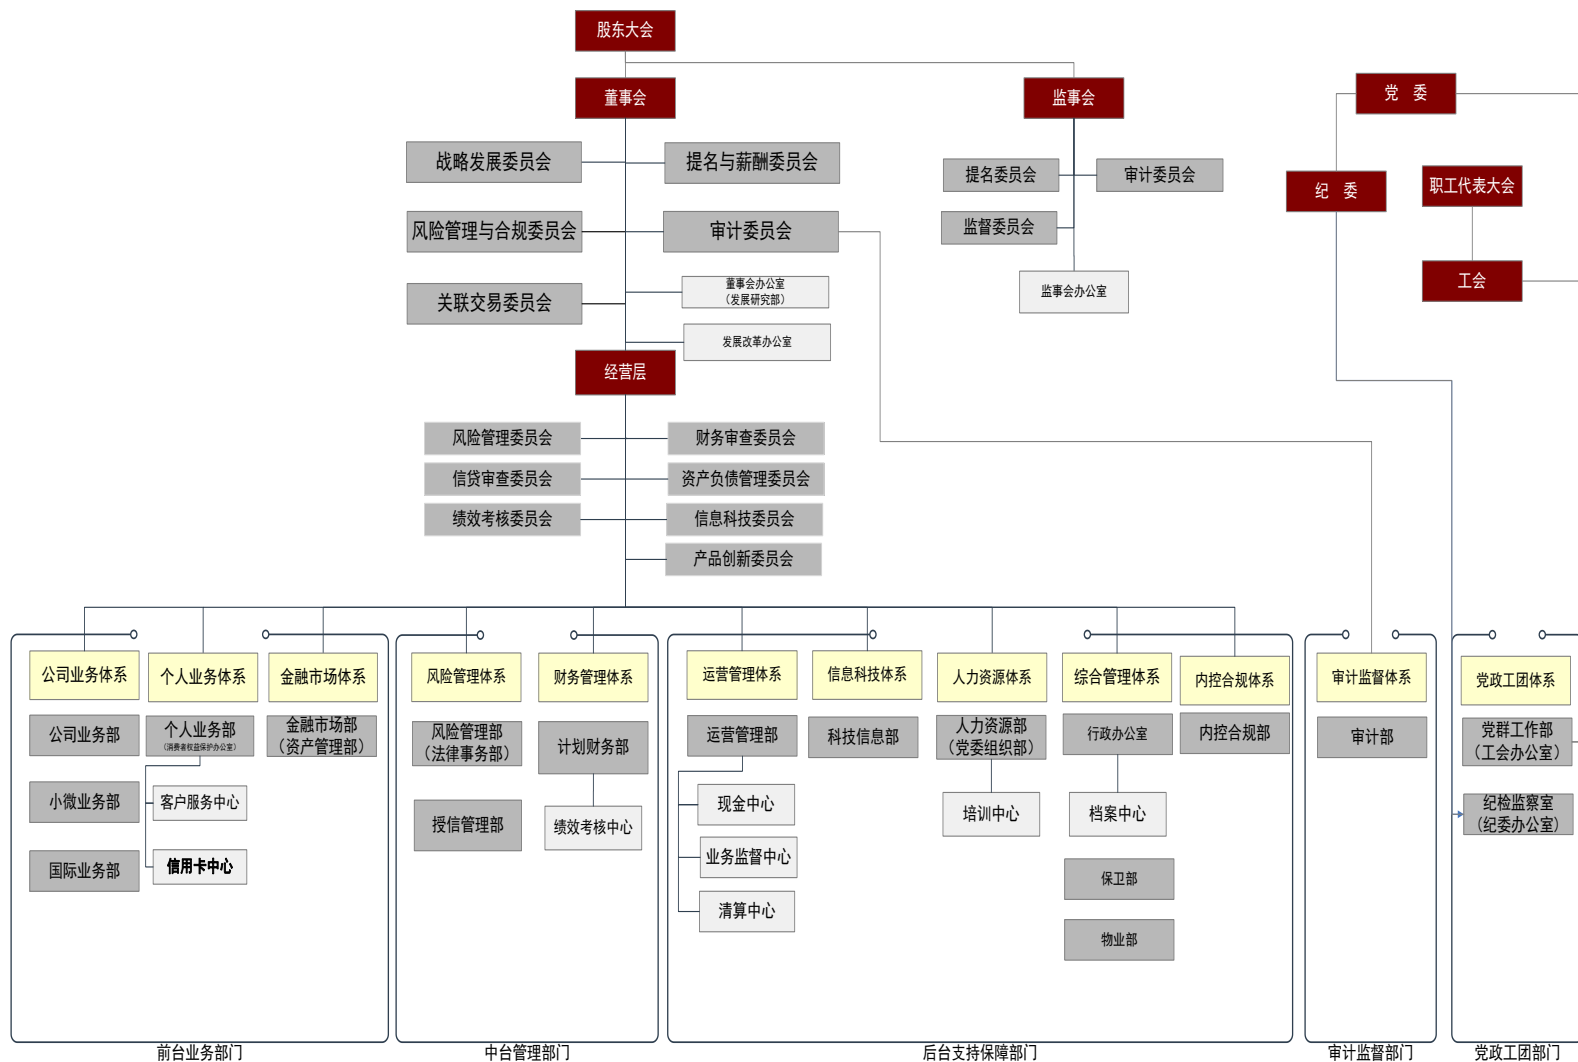 股东大会
董事会
监事会
党 委
战略发展委员会
提名与薪酬委员会
提名委员会
审计委员会
纪 委
职工代表大会
风险管理与合规委员会
审计委员会
监督委员会
工会
关联交易委员会
董事会办公室
（发展研究部）
监事会办公室
发展改革办公室
经营层
风险管理委员会
财务审查委员会
信贷审查委员会
资产负债管理委员会
绩效考核委员会
信息科技委员会
产品创新委员会
公司业务体系
个人业务体系
金融市场体系
风险管理体系
财务管理体系
运营管理体系
信息科技体系
人力资源体系
综合管理体系
内控合规体系
审计监督体系
党政工团体系
公司业务部
个人业务部
（消费者权益保护办公室）
金融市场部
（资产管理部）
风险管理部
（法律事务部）
计划财务部
运营管理部
科技信息部
人力资源部
（党委组织部）
行政办公室
内控合规部
审计部
党群工作部
（工会办公室）
小微业务部
客户服务中心
授信管理部
绩效考核中心
现金中心
培训中心
档案中心
纪检监察室
（纪委办公室）
国际业务部
信用卡中心
业务监督中心
保卫部
清算中心
物业部
前台业务部门
中台管理部门
后台支持保障部门
审计监督部门
党政工团部门